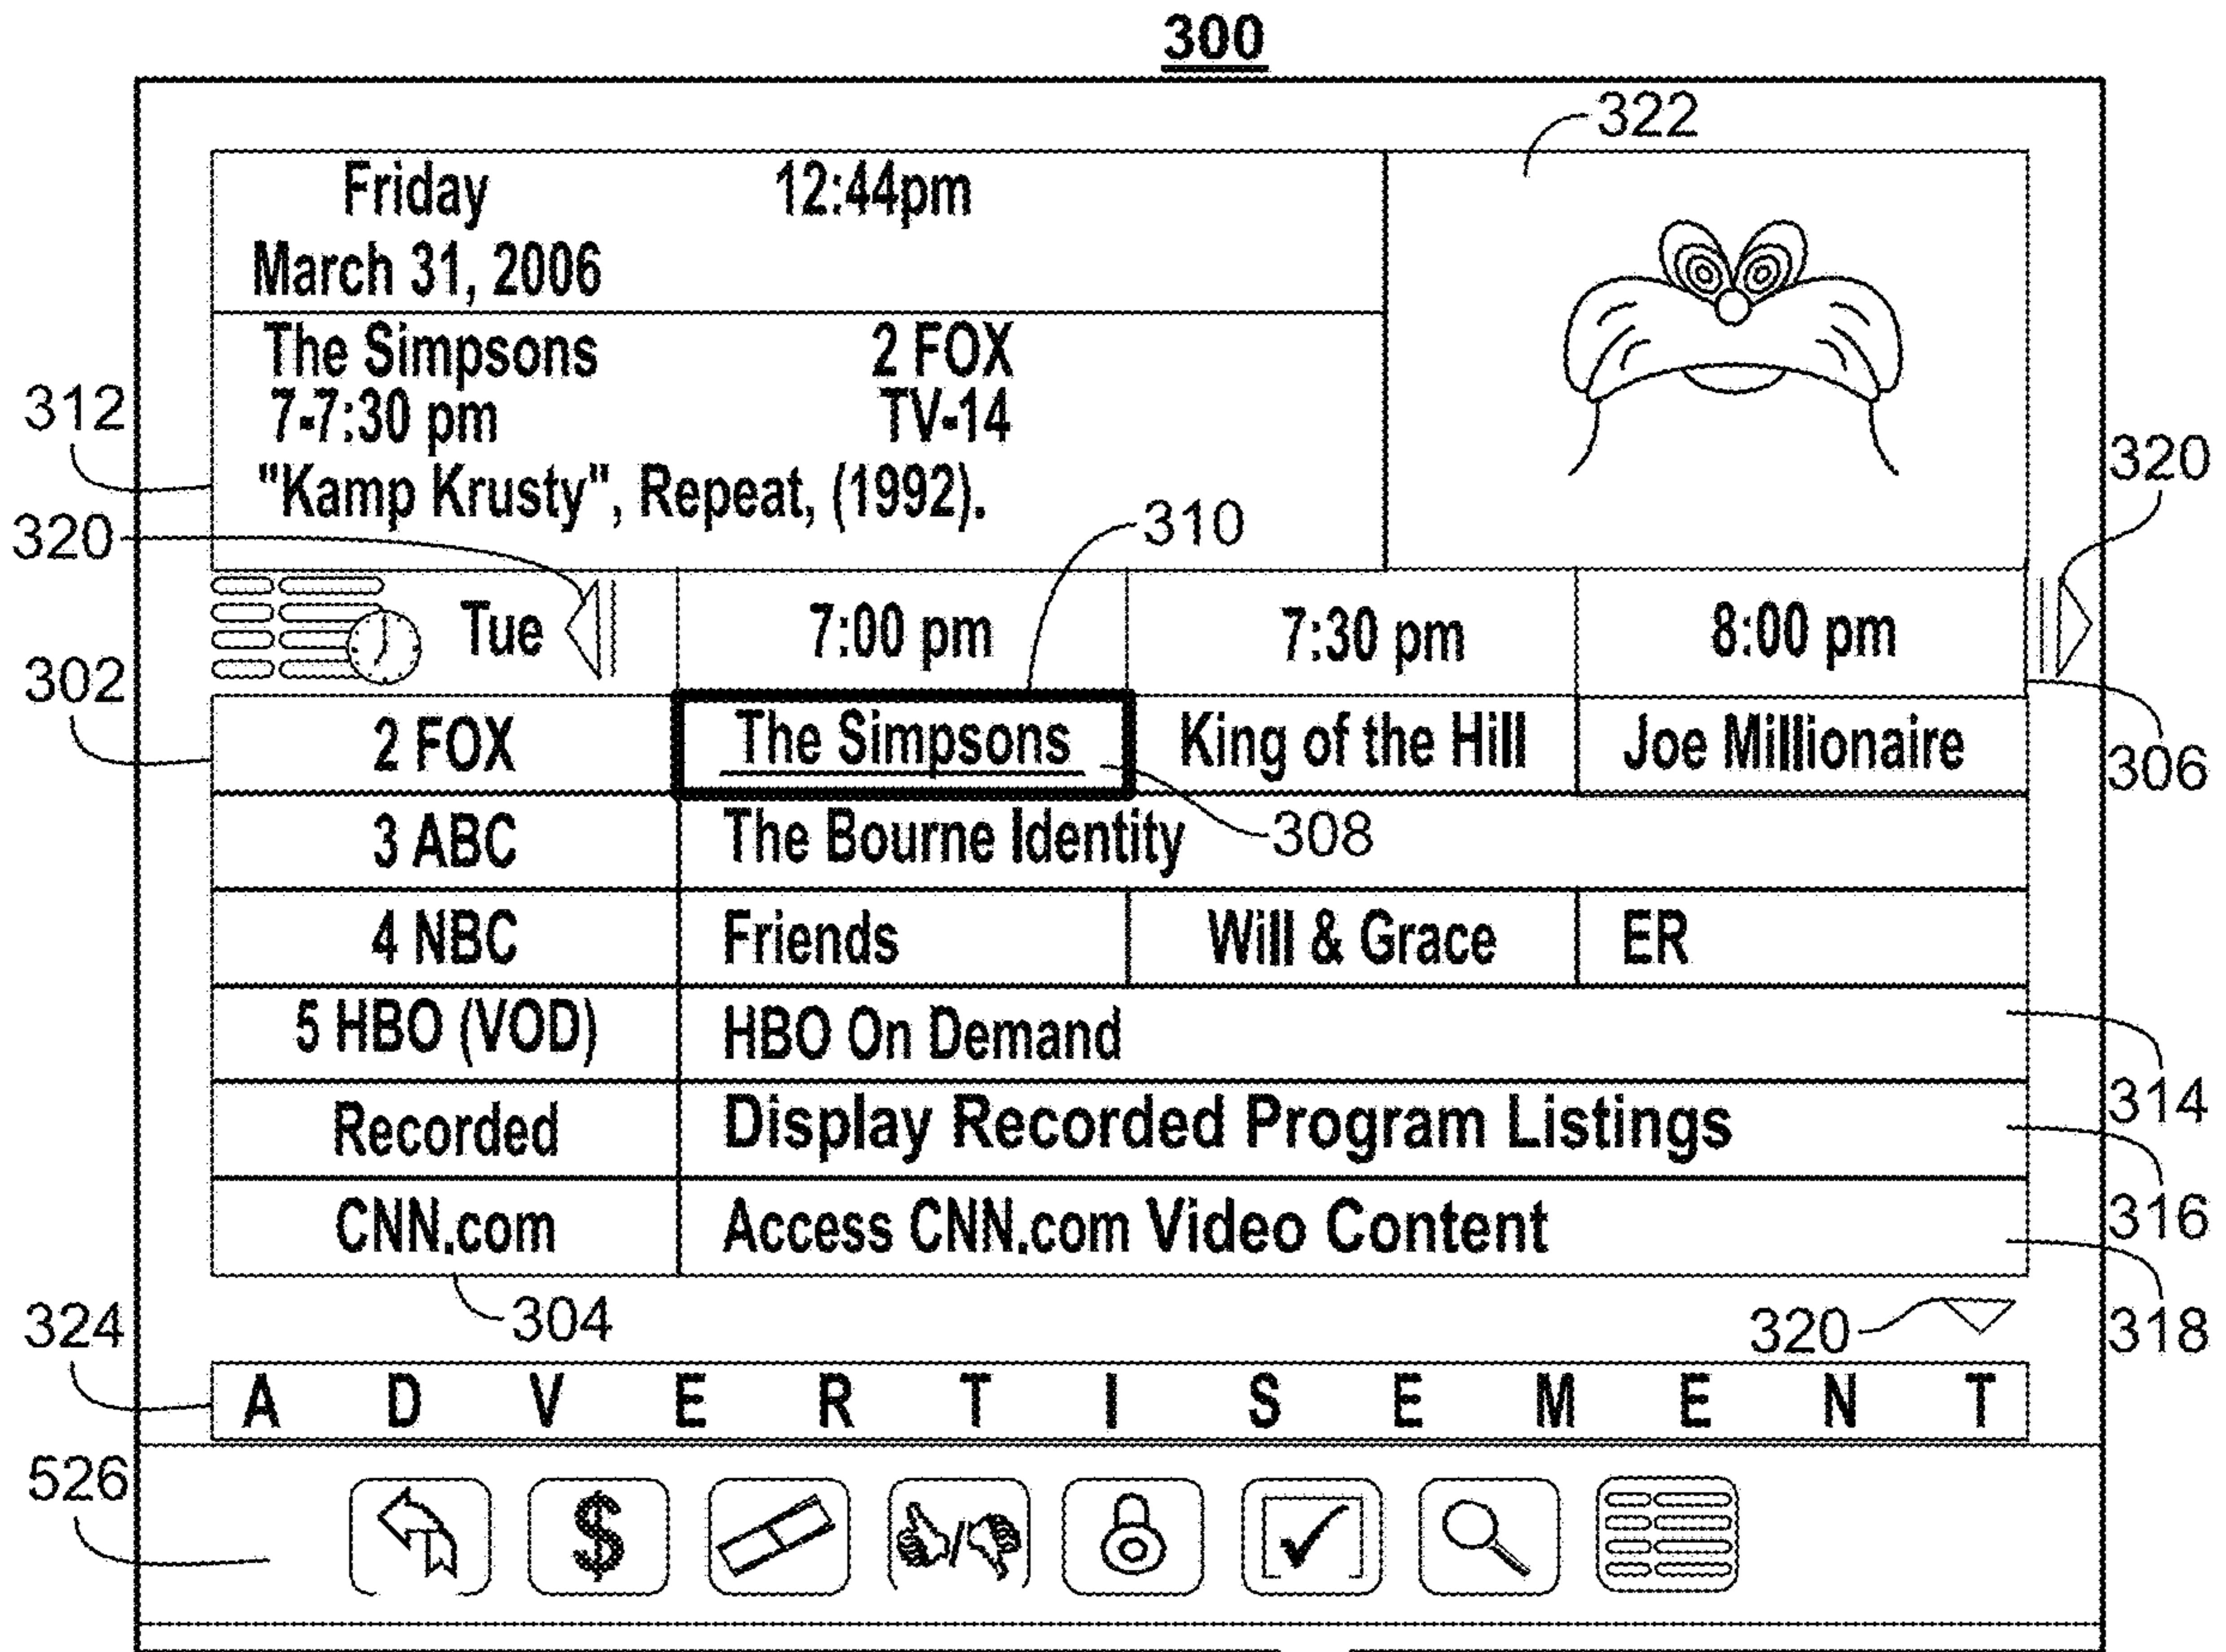 300
322
Friday 12:44pm
March 31, 2006
The Simpsons 2 FOX
312
7-7:30 pm TV-14
320
"Kamp Krusty", Repeat, (1992).
310
320
Tue 7:00 pm 7:30 pm 8:00 pm
302
2 FOX The Simpsons King of the Hill Joe Millionaire
306
3 ABC The Bourne Identity
308
4 NBC Friends Will & Grace ER
5 HBO (VOD) HBO On Demand
314
Recorded Display Recorded Program Listings
316
CNN.com Access CNN.com Video Content
304
324
320
318
A D V E R T I S E M E N T
526
$
/